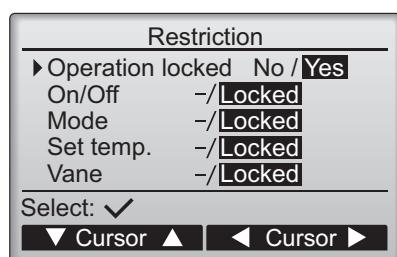 Restriction
Operation locked No / Yes
On/Off -/Locked
Mode -/Locked
Set temp. -/Locked
Vane -/Locked
Select: ✓
▼ Cursor ▲ ◀ Cursor ▶